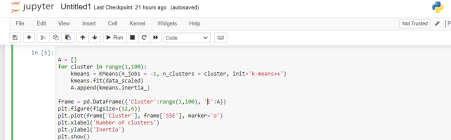 jupyter Untitled1 Last Checkpoint: 21 hours ago (autosaved)
File Edit View Insert Cell Kernel Widgets Help
Not Trusted
Run
Code
In [5]:
A = []
for cluster in range(1,100):
kmeans = KMeans(n_jobs = -1, n_clusters = cluster, init='k-means++')
kmeans.fit(data_scaled)
A.append(kmeans.inertia_)
frame = pd.DataFrame({'Cluster':range(1,100), :A})
plt.figure(figsize=(12,6))
plt.plot(frame['Cluster'], frame['SSE'], marker='o')
plt.xlabel('Number of clusters')
plt.ylabel('Inertia')
plt.show()